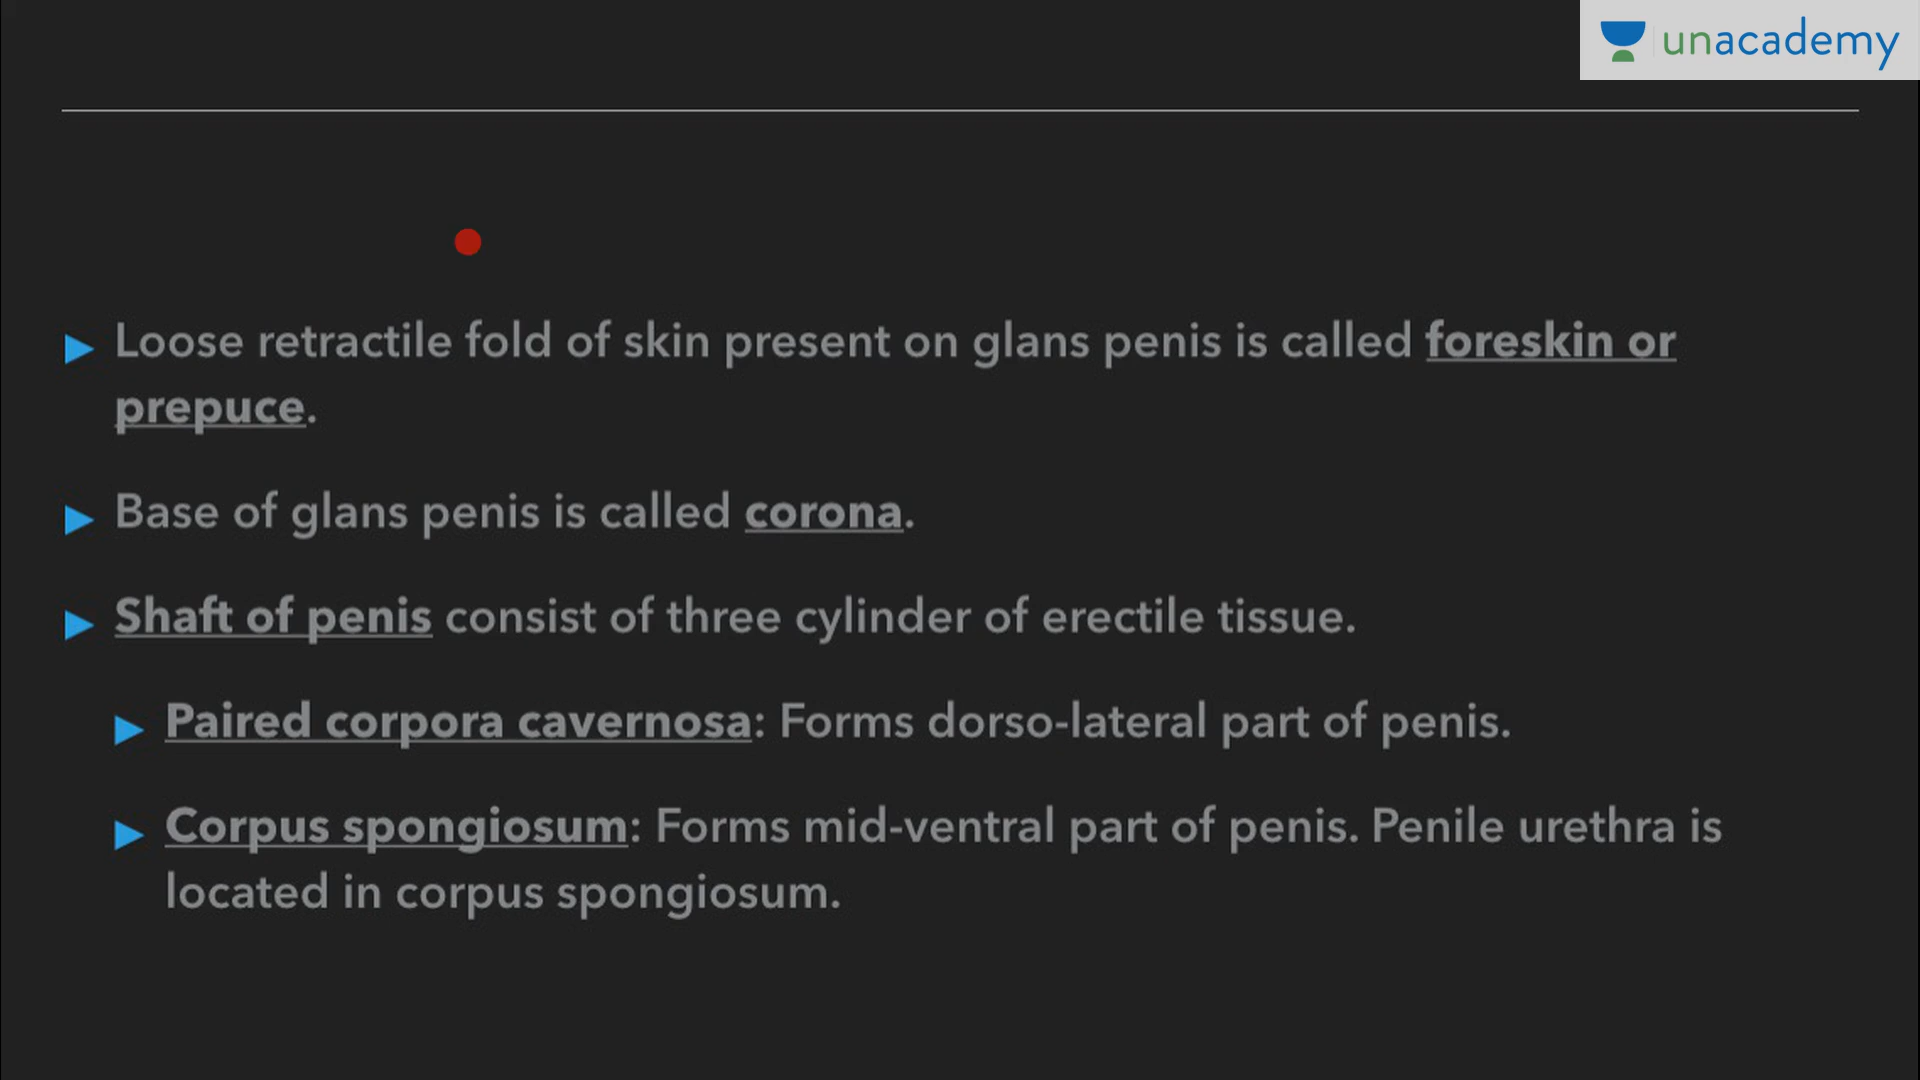 unacademy
Loose retractile fold of skin present on glans penis is called foreskin or
prepuce.
Base of glans penis is called corona.
Shaft of penis consist of three cylinder of erectile tissue.
Paired corpora cavernosa: Forms dorso-lateral part of penis.
Corpus spongiosum: Forms mid-ventral part of penis. Penile urethra is
located in corpus spongiosum.